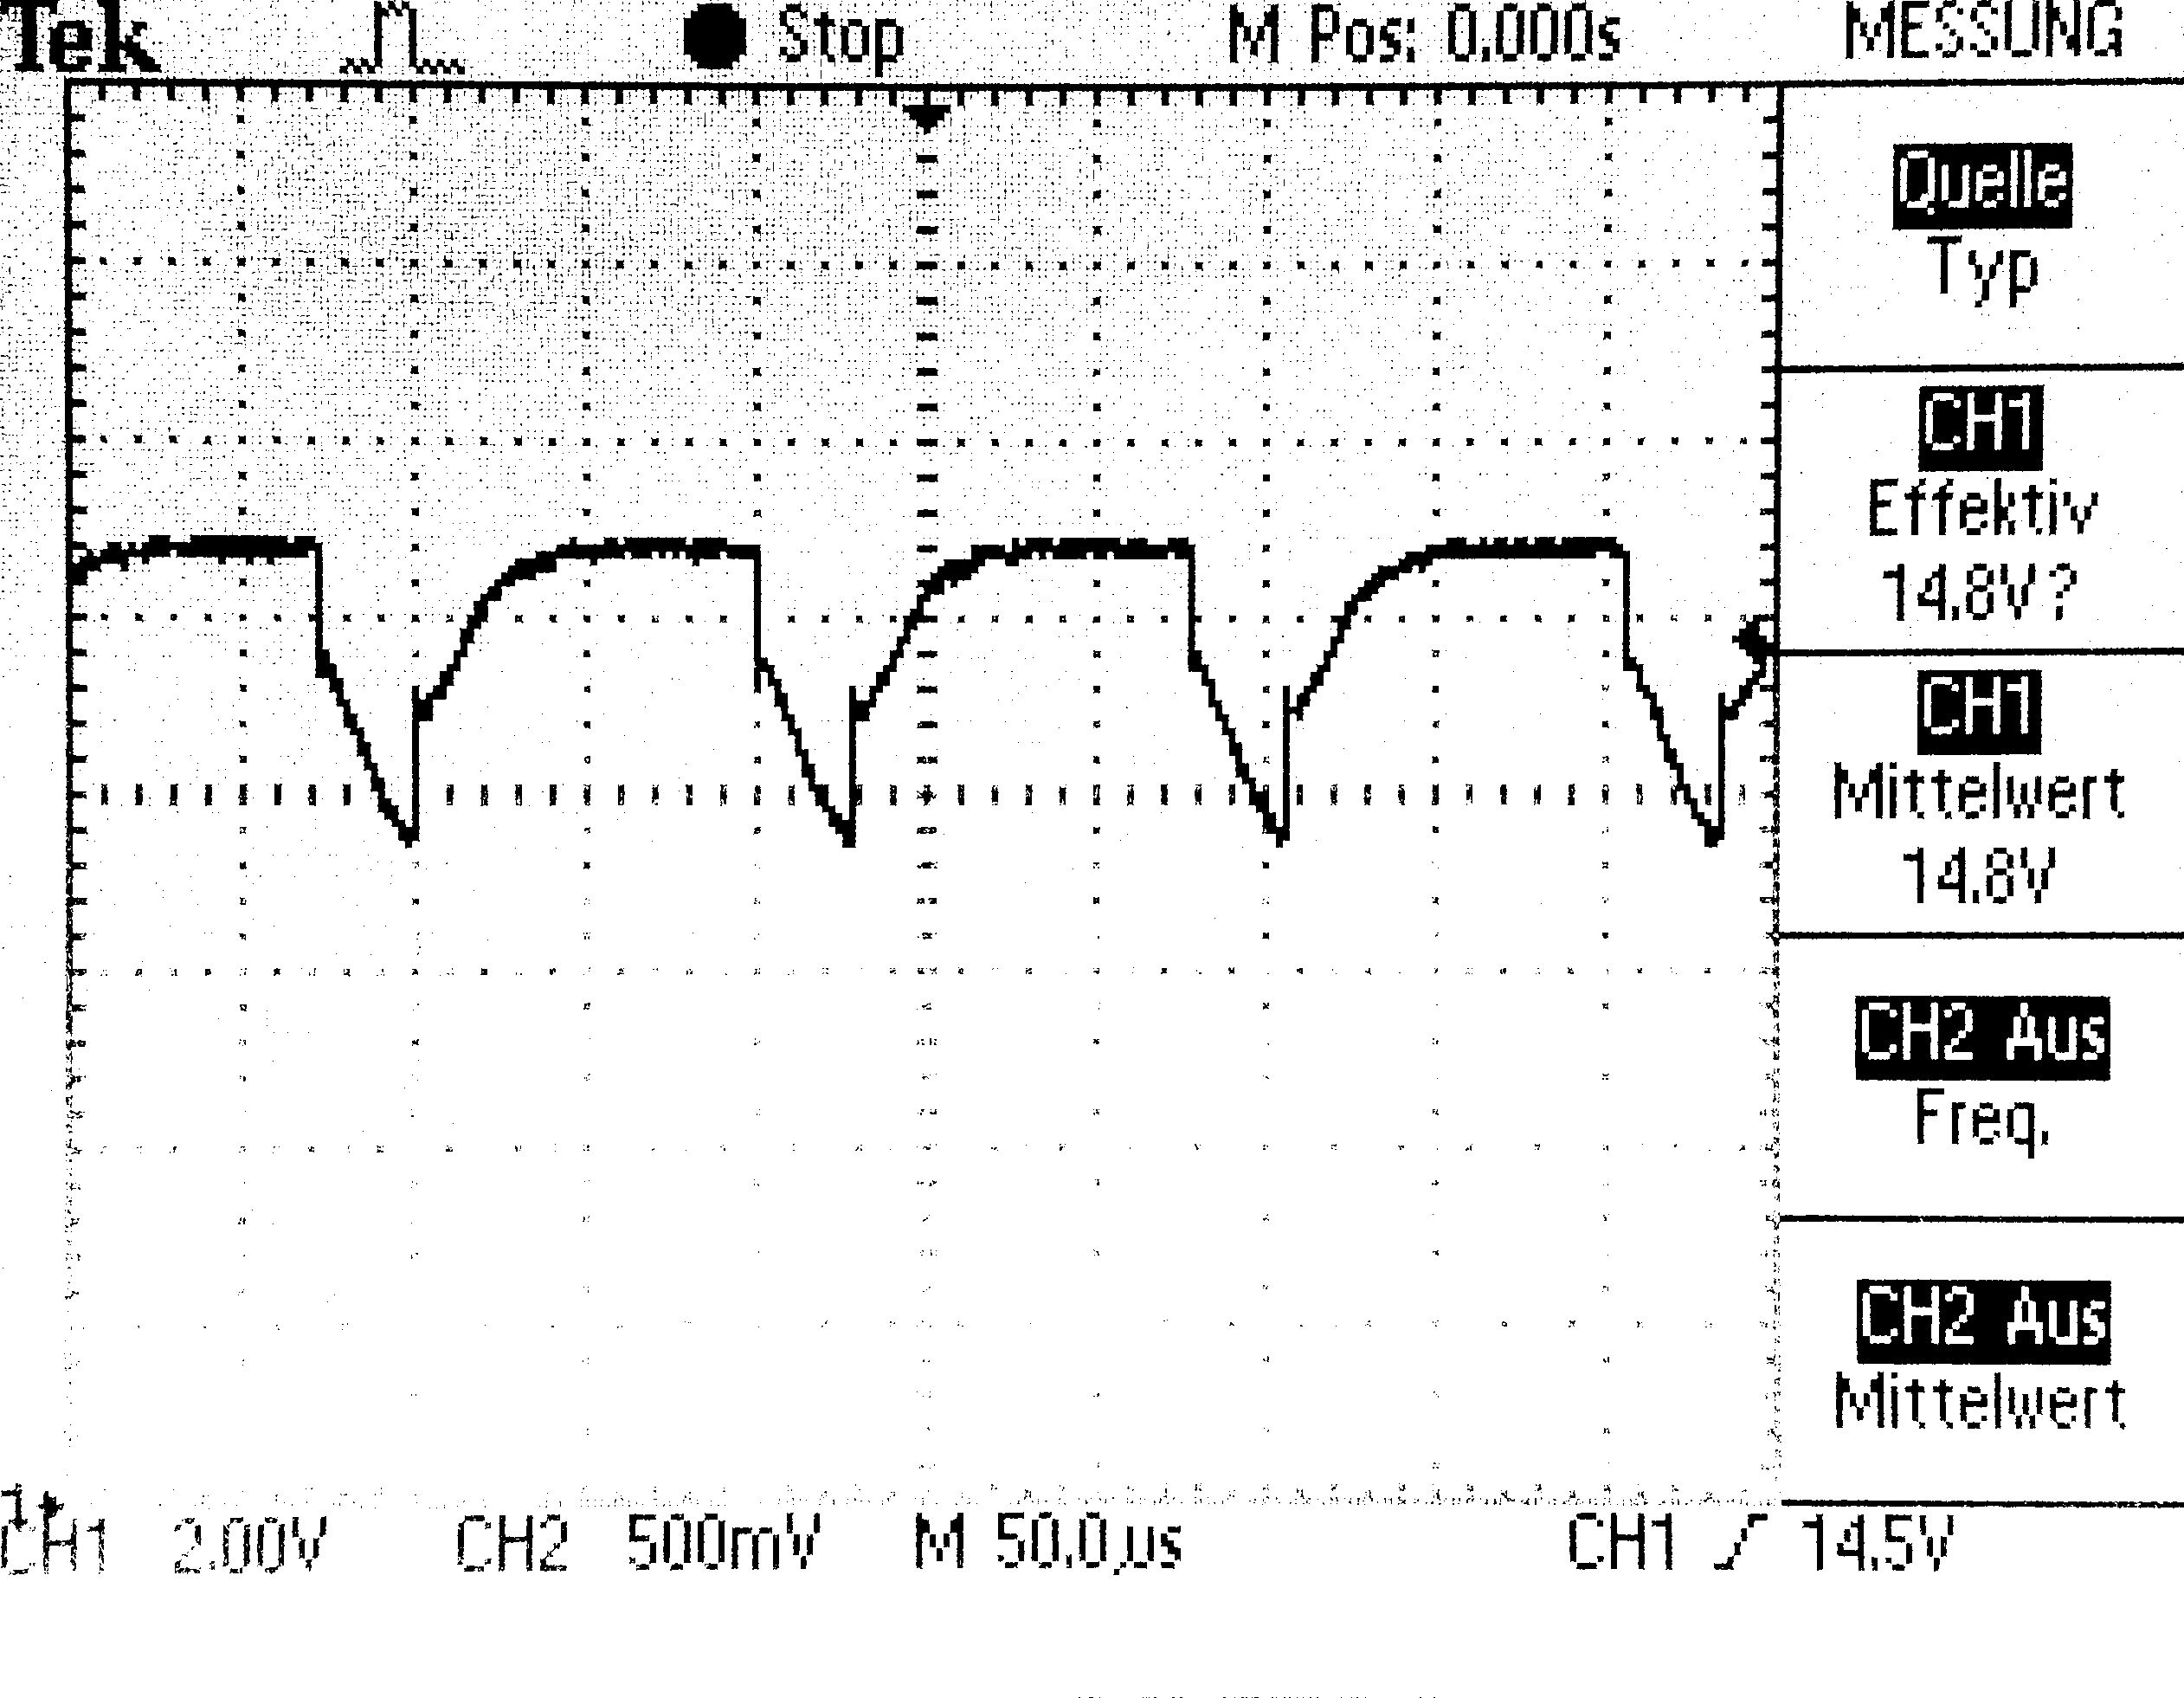 Tek Stop M Pos: 0.000s MESSUNG
Quelle
Typ
CH1
Effektiv
14.8V?
CH1
Mittelwert
14.8V
CH2 Aus
Freq.
CH2 Aus
Mittelwert
1
CH1 2.00V CH2 500mV M 50.0µs CH1 14.5V